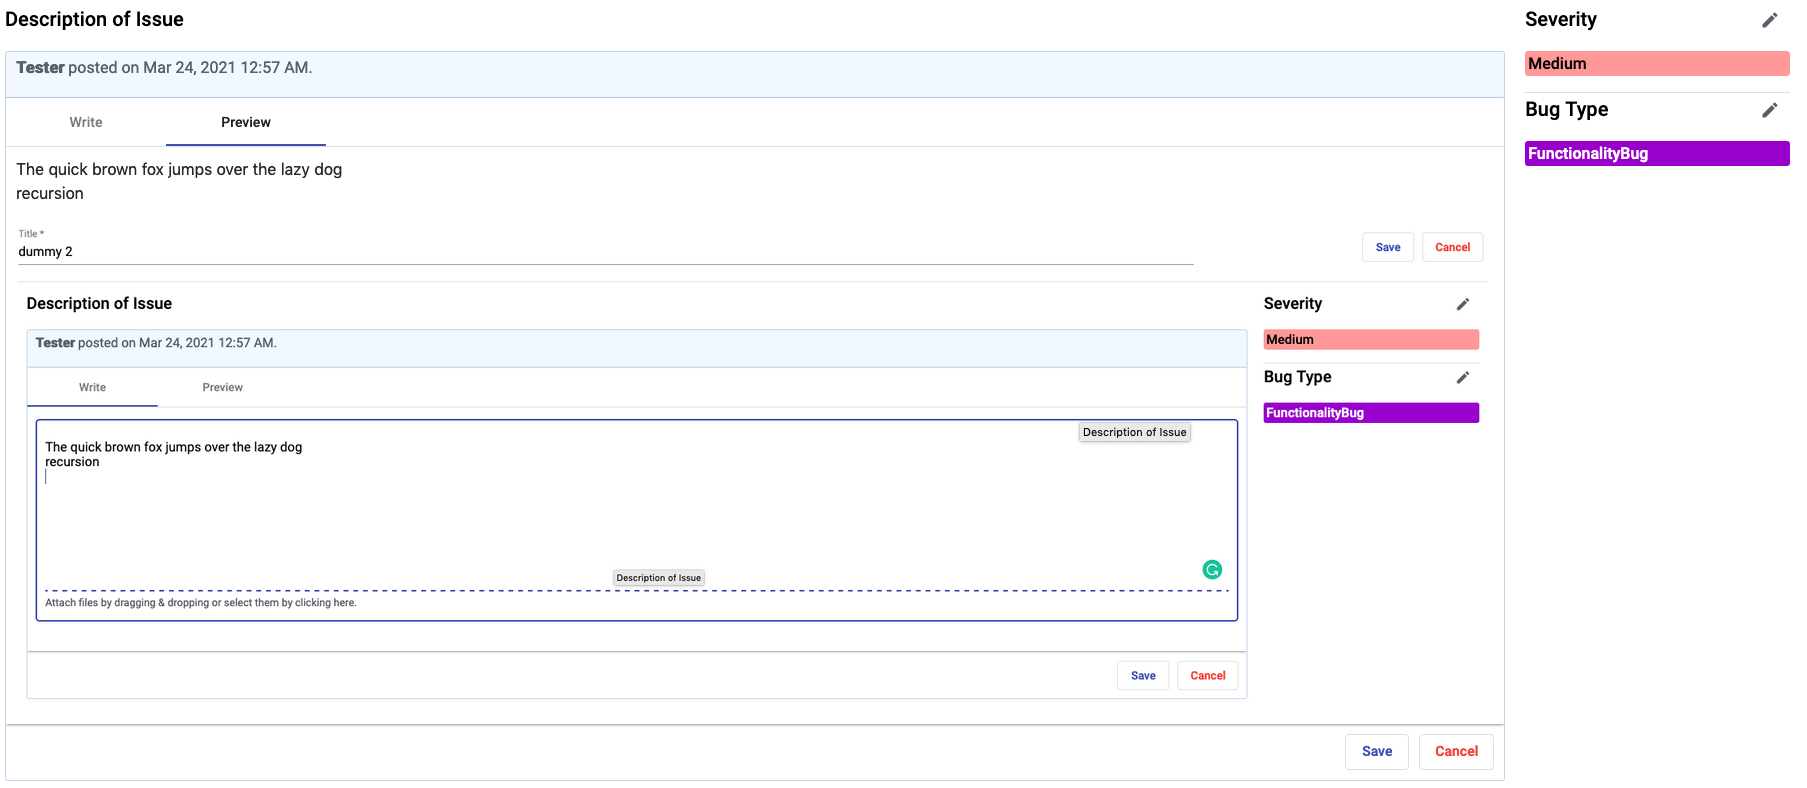 Description of Issue
Severity
Tester posted on Mar 24, 2021 12:57 AM.
Medium
Bug Type
Write Preview
FunctionalityBug
The quick brown fox jumps over the lazy dog
recursion
Title *
dummy 2
Save Cancel
Description of Issue
Severity
Tester posted on Mar 24, 2021 12:57 AM.
Medium
Bug Type
Write Preview
FunctionalityBug
Description of Issue
The quick brown fox jumps over the lazy dog
recursion
Description of Issue
Attach files by dragging & dropping or select them by clicking here.
Save Cancel
Save Cancel